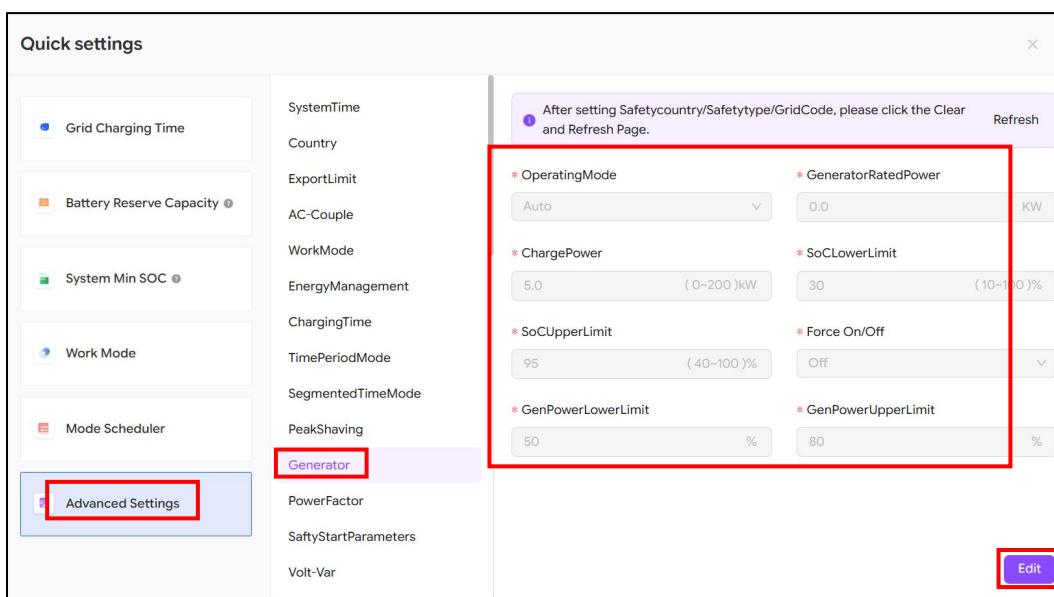 Quick settings
Grid Charging Time
Battery Reserve Capacity
System Min SOC
Work Mode
Mode Scheduler
Advanced Settings
SystemTime
Country
ExportLimit
AC-Couple
WorkMode
EnergyManagement
ChargingTime
TimePeriodMode
SegmentedTimeMode
PeakShaving
Generator
PowerFactor
SaftyStartParameters
Volt-Var
After setting Safetycountry/Safetytype/GridCode, please click the Clear
and Refresh Page.
Refresh
* OperatingMode
Auto
* GeneratorRatedPower
0.0 KW
* ChargePower
5.0 ( 0~200 )kW
* SoCLowerLimit
30 ( 10~100 )%
* SoCUpperLimit
95 ( 40~100 )%
* Force On/Off
Off
* GenPowerLowerLimit
50 %
* GenPowerUpperLimit
80 %
Edit